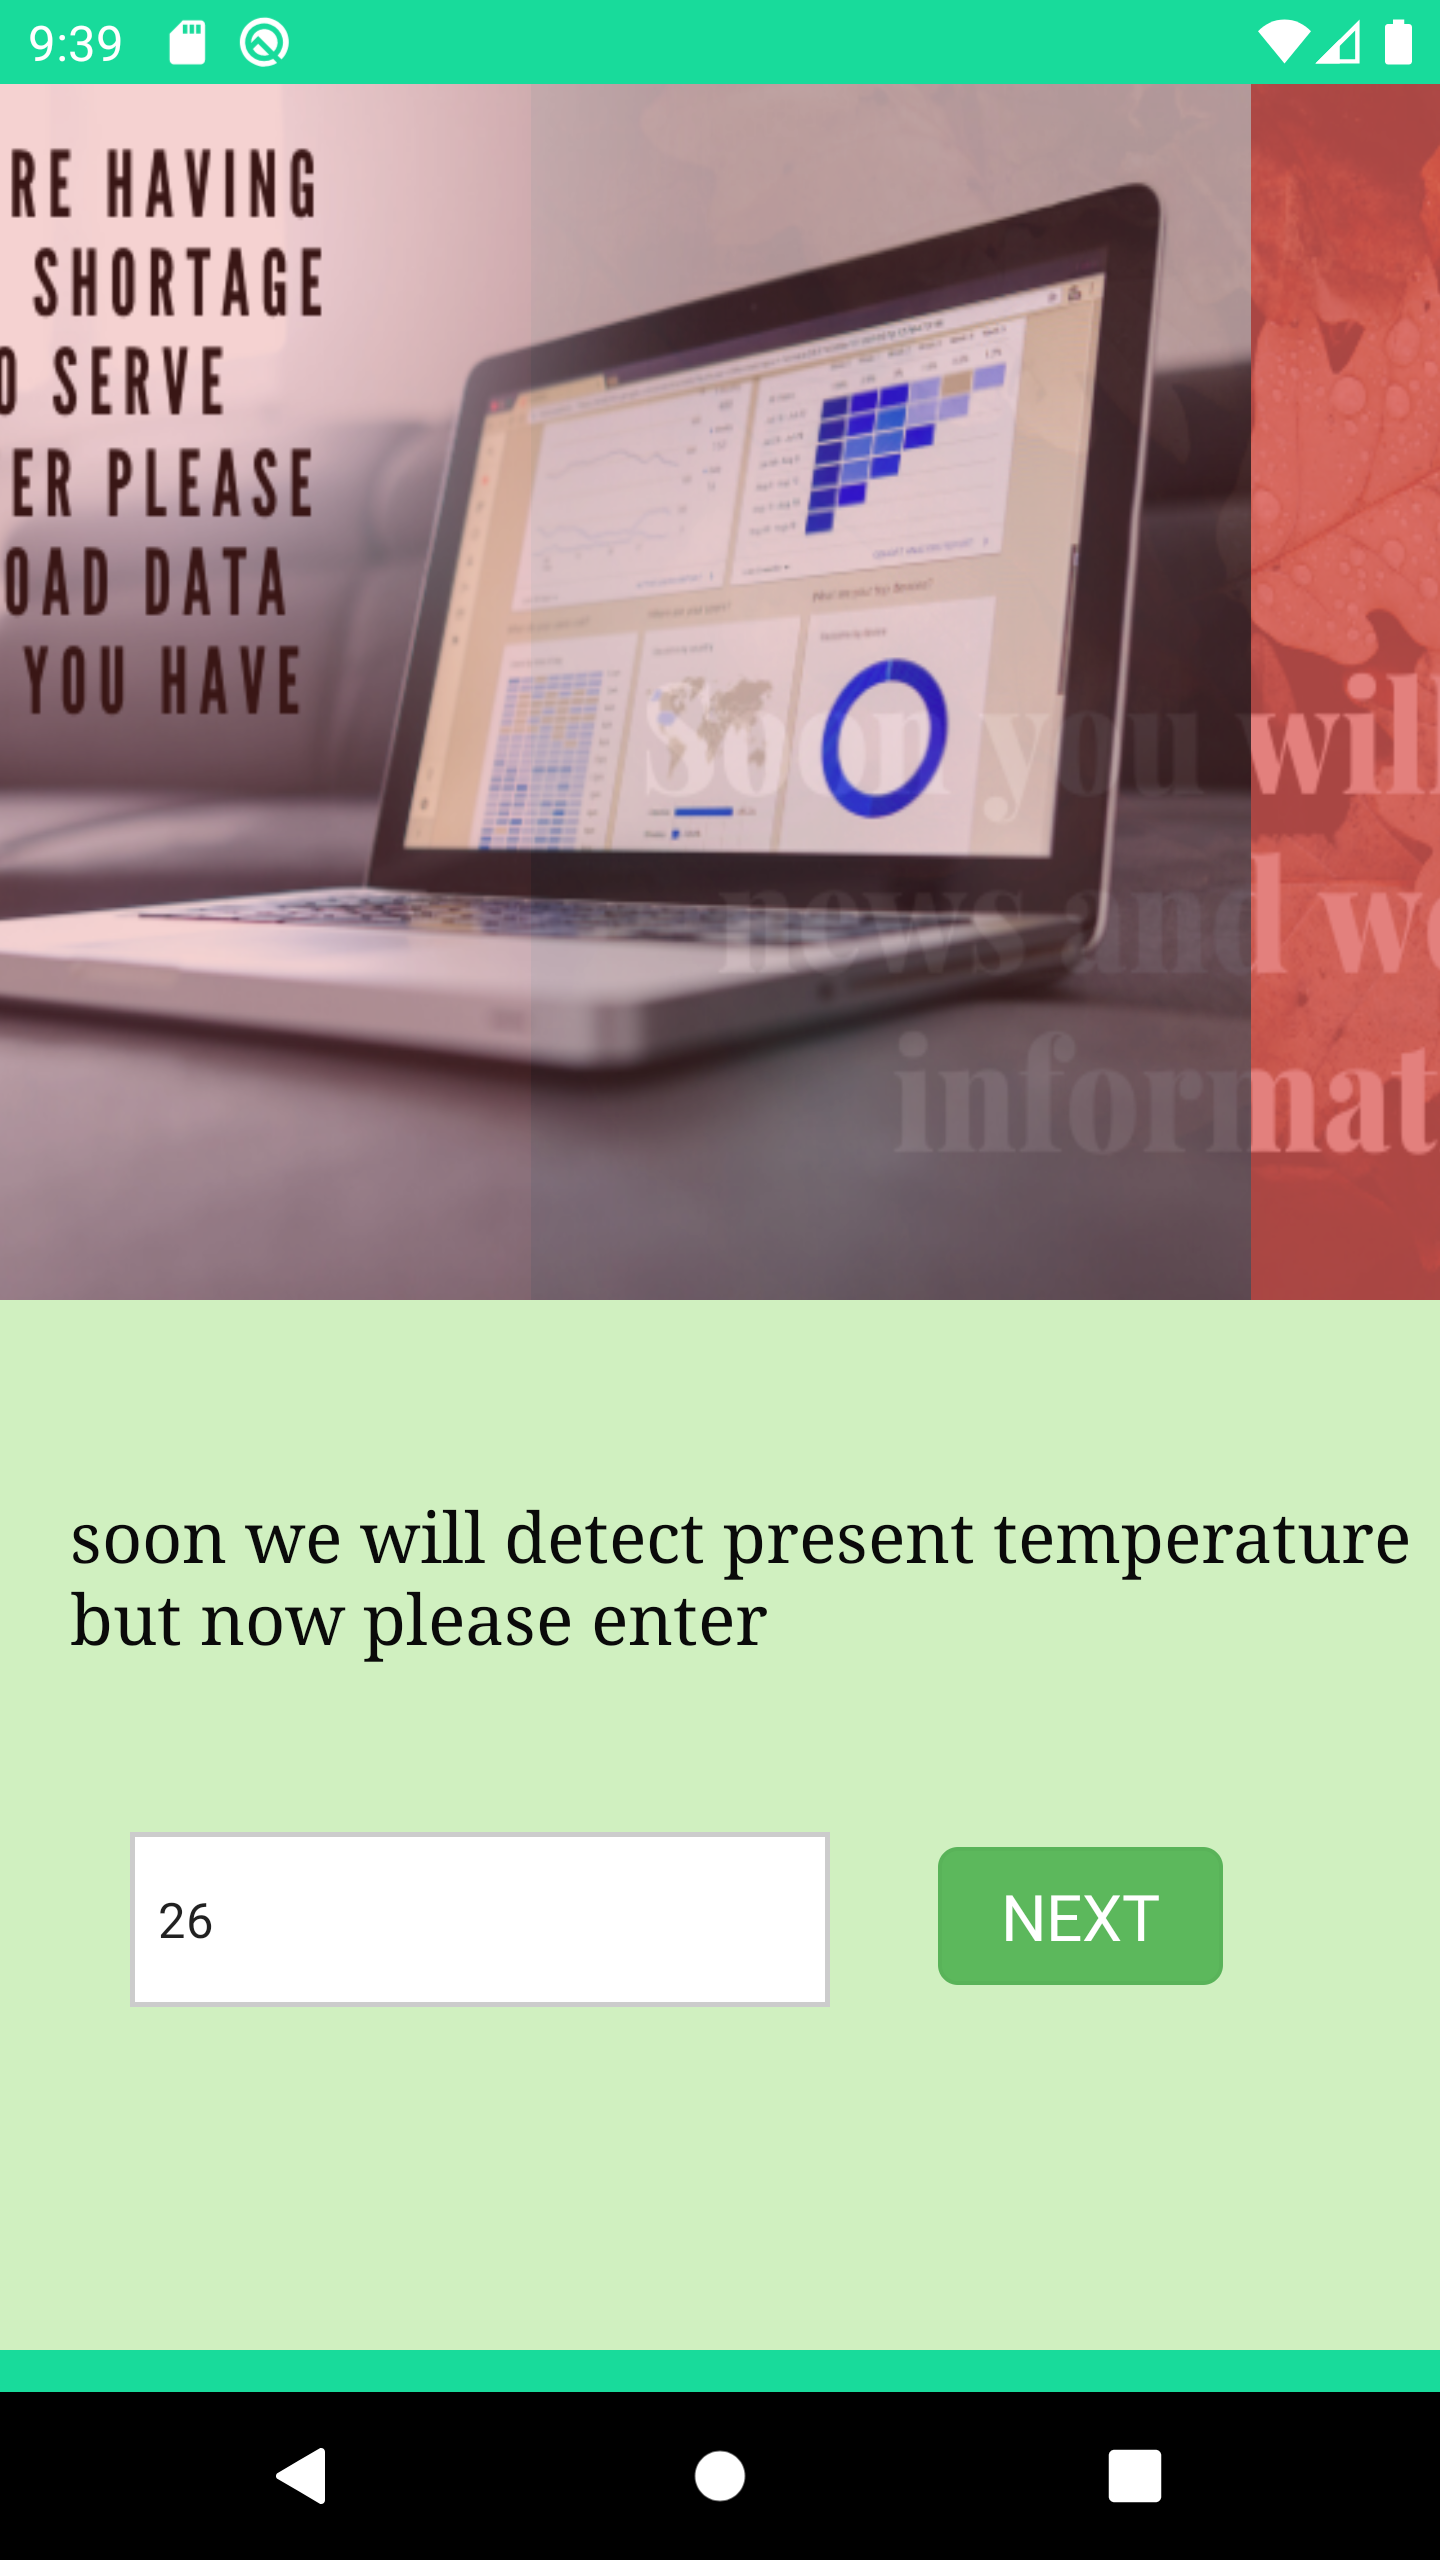 9:39
RE HAVING
SHORTAGE
O SERVE
ER PLEASE
OAD DATA
YOU HAVE
Soon you will
news and we
informat
soon we will detect present temperature
but now please enter
26
NEXT